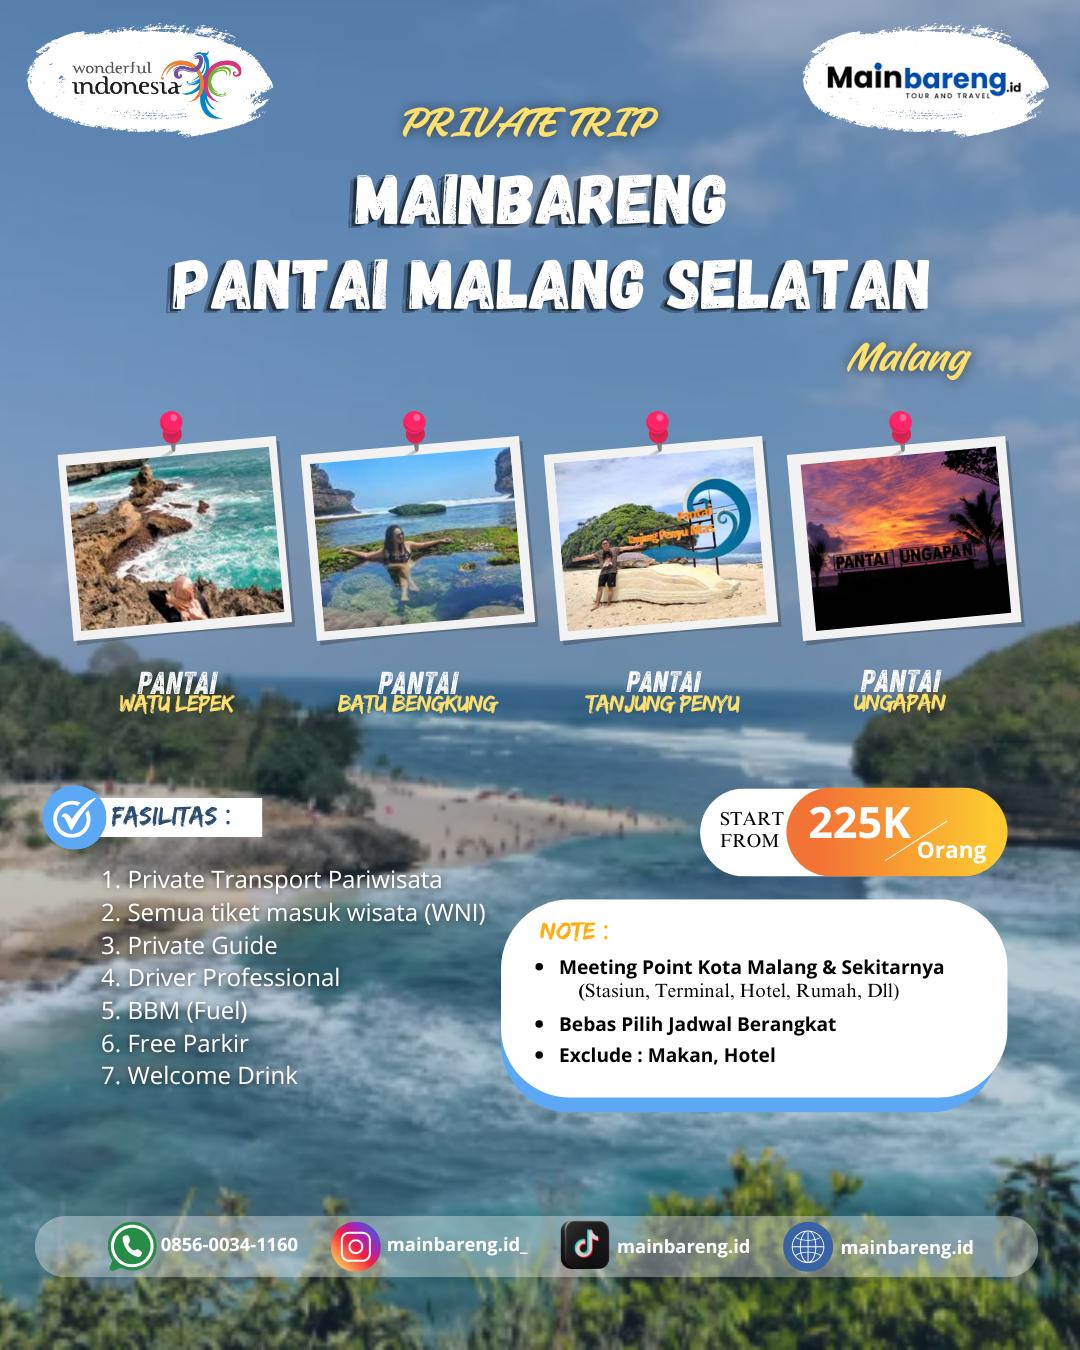 wonderful
indonesia
Mainbareng.id
TOUR AND TRAVEL
PRIVATE TRIP
MAINBARENG
PANTAI MALANG SELATAN
Malang
Pantai
Tanjung Penyu Mas
PANTAI UNGAPAN
PANTAI
WATU LEPEK
PANTAI
BATU BENGKUNG
PANTAI
TANJUNG PENYU
PANTAI
UNGAPAN
FASILITAS :
1. Private Transport Pariwisata
2. Semua tiket masuk wisata (WNI)
3. Private Guide
4. Driver Professional
5. BBM (Fuel)
6. Free Parkir
7. Welcome Drink
START
FROM
225K
Orang
NOTE :
• Meeting Point Kota Malang & Sekitarnya
(Stasiun, Terminal, Hotel, Rumah, Dll)
• Bebas Pilih Jadwal Berangkat
• Exclude : Makan, Hotel
0856-0034-1160
mainbareng.id_
mainbareng.id
mainbareng.id